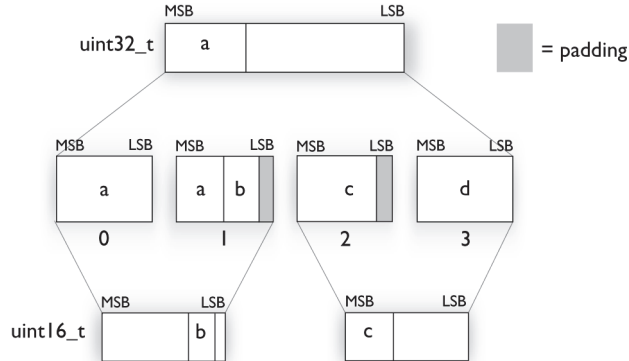 MSB LSB
uint32_t a
= padding
MSB LSB MSB LSB MSB LSB MSB LSB
a a b c d
0 1 2 3
MSB LSB MSB LSB
uint16_t b c